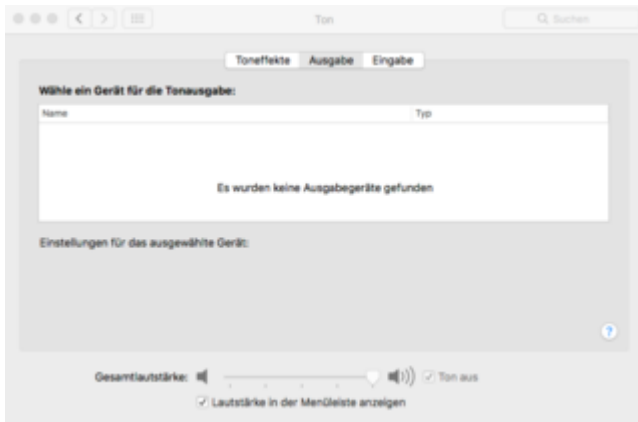 Ton
Suchen
Toneffekte Ausgabe Eingabe
Wähle ein Gerät für die Tonausgabe:
Name Typ
Es wurden keine Ausgabegeräte gefunden
Einstellungen für das ausgewählte Gerät:
?
Gesamtlautstärke: Ton aus
Lautstärke in der Menüleiste anzeigen